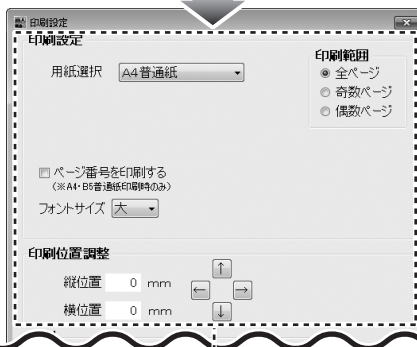 印刷設定
印刷設定
用紙選択 A4普通紙
印刷範囲
全ページ
奇数ページ
偶数ページ
ページ番号を印刷する
(※A4・B5普通紙印刷時のみ)
フォントサイズ 大
印刷位置調整
縦位置 0 mm
横位置 0 mm
↑
← →
↓